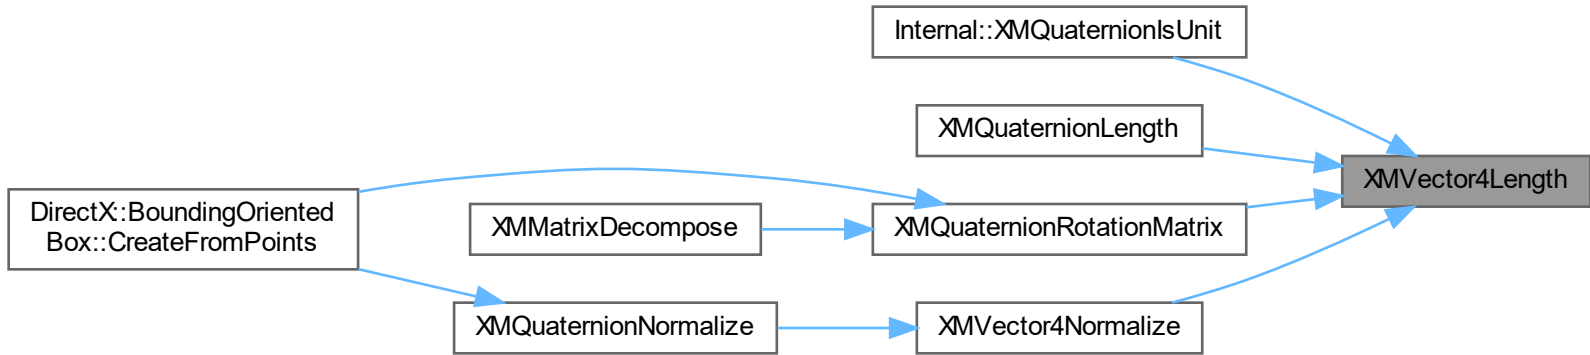 Internal::XMQuaternionIsUnit
XMQuaternionLength
XMVector4Length
DirectX::BoundingOriented
Box::CreateFromPoints
XMMatrixDecompose
XMQuaternionRotationMatrix
XMQuaternionNormalize
XMVector4Normalize